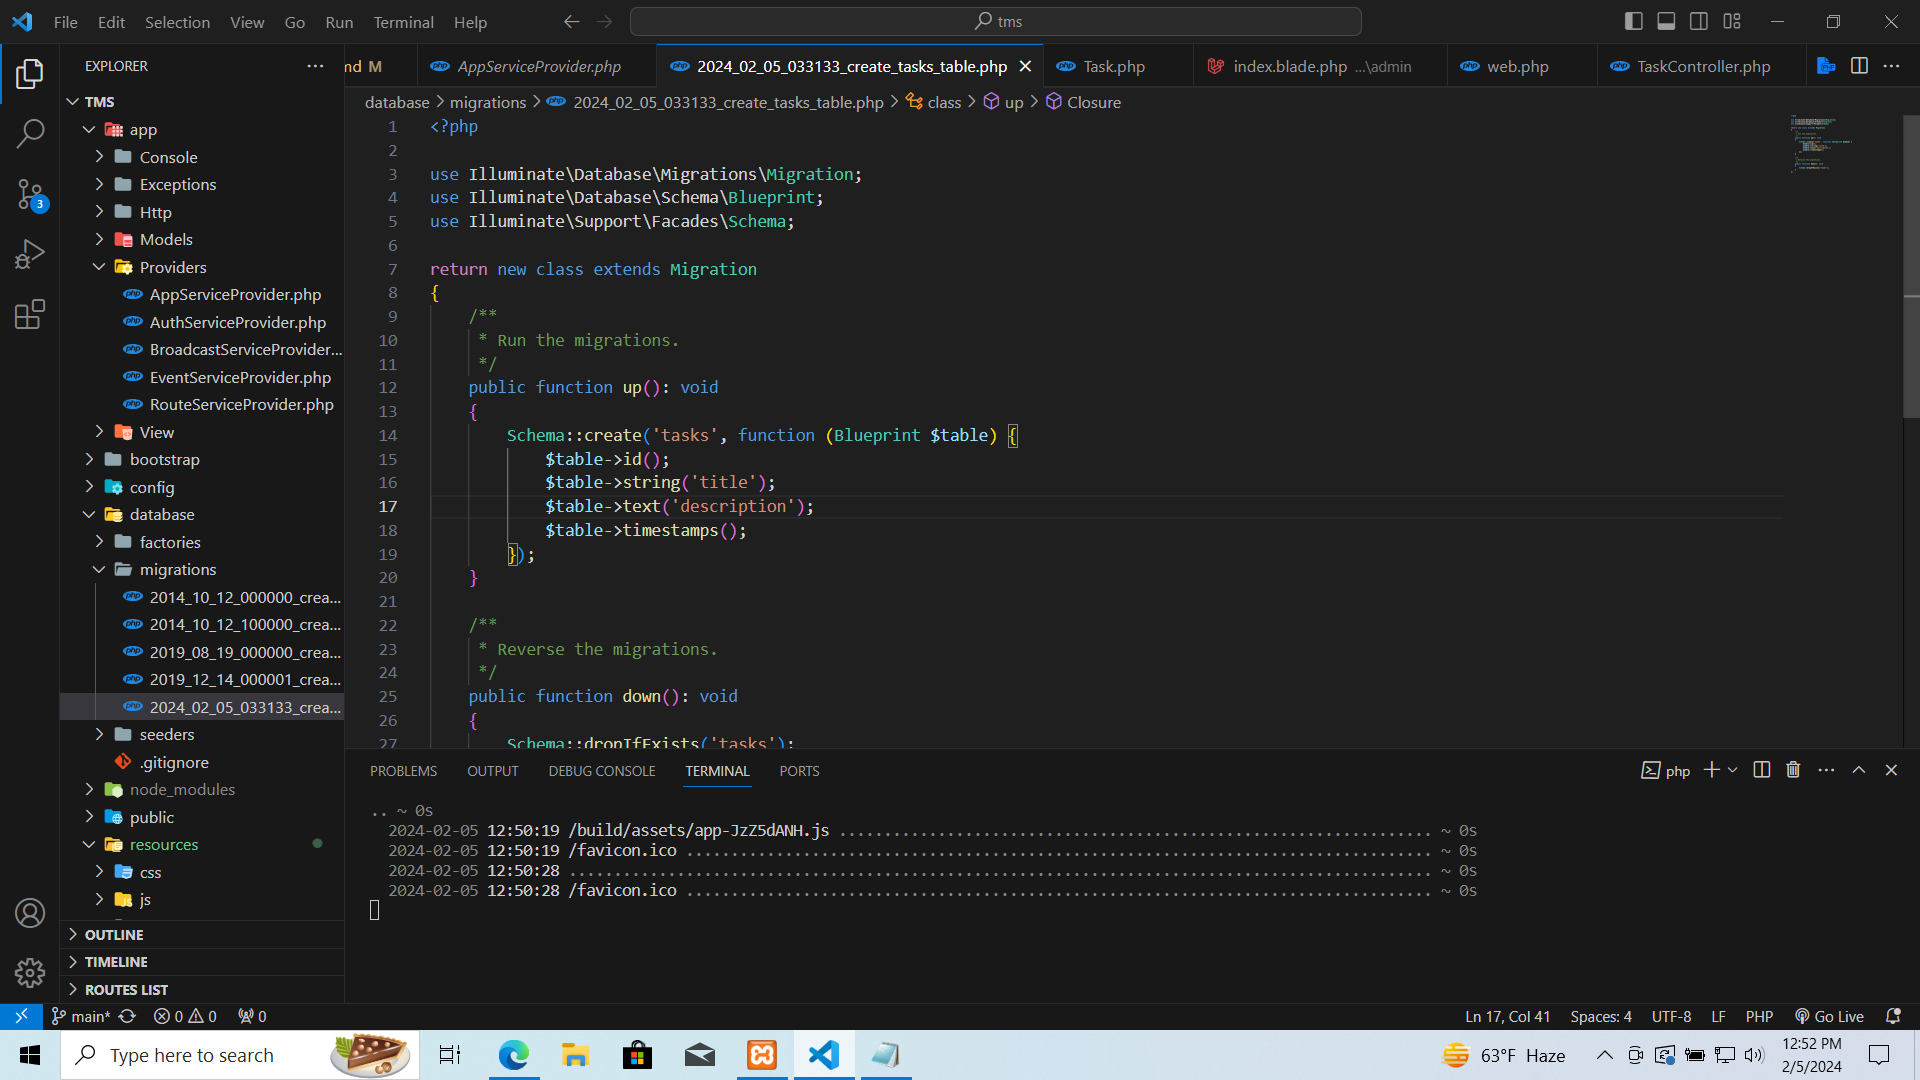 File Edit Selection View Go Run Terminal Help
tms
EXPLORER
TMS
app
Console
Exceptions
Http
Models
Providers
AppServiceProvider.php
AuthServiceProvider.php
BroadcastServiceProvider...
EventServiceProvider.php
RouteServiceProvider.php
View
bootstrap
config
database
factories
migrations
2014_10_12_000000_crea...
2014_10_12_100000_crea...
2019_08_19_000000_crea...
2019_12_14_000001_crea...
2024_02_05_033133_crea...
seeders
.gitignore
node_modules
public
resources
css
js
OUTLINE
TIMELINE
ROUTES LIST
3
md M
AppServiceProvider.php
2024_02_05_033133_create_tasks_table.php
Task.php
index.blade.php ...\admin
web.php
TaskController.php
database > migrations > 2024_02_05_033133_create_tasks_table.php > class > up > Closure
1 <?php
2
3 use Illuminate\Database\Migrations\Migration;
4 use Illuminate\Database\Schema\Blueprint;
5 use Illuminate\Support\Facades\Schema;
6
7 return new class extends Migration
8 {
9 /**
10 * Run the migrations.
11 */
12 public function up(): void
13 {
14 Schema::create('tasks', function (Blueprint $table) {
15 $table->id();
16 $table->string('title');
17 $table->text('description');
18 $table->timestamps();
19 });
20 }
21
22 /**
23 * Reverse the migrations.
24 */
25 public function down(): void
26 {
27 Schema::dropIfExists('tasks');
PROBLEMS OUTPUT DEBUG CONSOLE TERMINAL PORTS
php
.. ~ 0s
2024-02-05 12:50:19 /build/assets/app-JzZ5dANH.js .............................................................. ~ 0s
2024-02-05 12:50:19 /favicon.ico .............................................................................. ~ 0s
2024-02-05 12:50:28 .......................................................................................... ~ 0s
2024-02-05 12:50:28 /favicon.ico .............................................................................. ~ 0s
main* 0 0 0
Ln 17, Col 41 Spaces: 4 UTF-8 LF PHP Go Live
Type here to search
63°F Haze
12:52 PM
2/5/2024